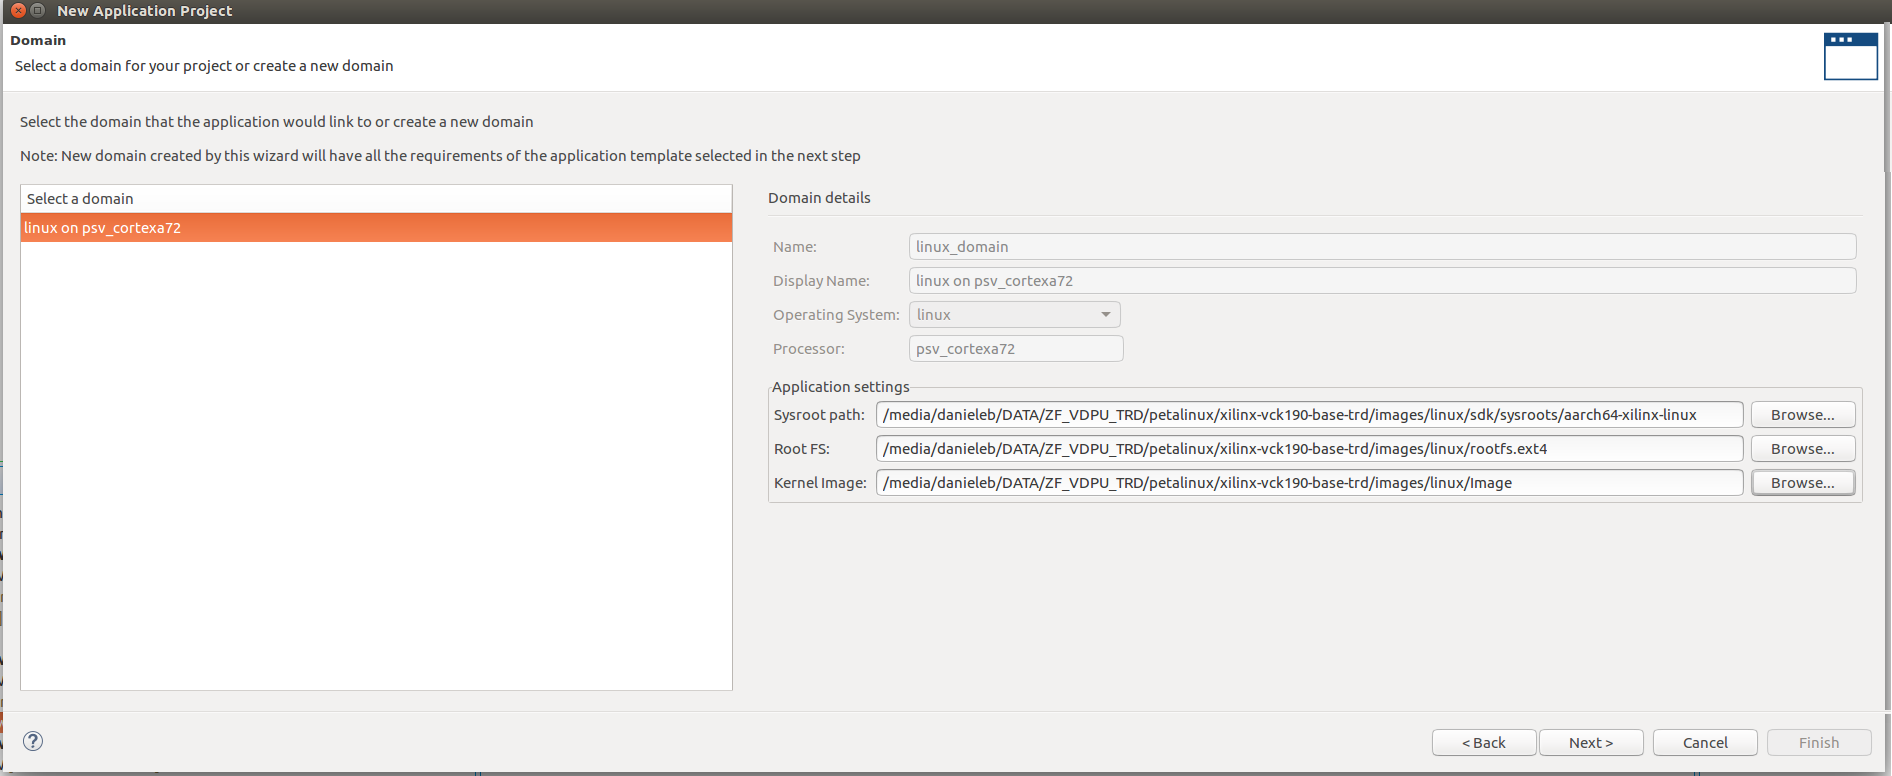 New Application Project
Domain
Select a domain for your project or create a new domain
Select the domain that the application would link to or create a new domain
Note: New domain created by this wizard will have all the requirements of the application template selected in the next step
Select a domain
linux on psv_cortexa72
Domain details
Name: linux_domain
Display Name: linux on psv_cortexa72
Operating System: linux
Processor: psv_cortexa72
Application settings
Sysroot path: /media/danieleb/DATA/ZF_VDPU_TRD/petalinux/xilinx-vck190-base-trd/images/linux/sdk/sysroots/aarch64-xilinx-linux Browse...
Root FS: /media/danieleb/DATA/ZF_VDPU_TRD/petalinux/xilinx-vck190-base-trd/images/linux/rootfs.ext4 Browse...
Kernel Image: /media/danieleb/DATA/ZF_VDPU_TRD/petalinux/xilinx-vck190-base-trd/images/linux/Image Browse...
? < Back Next > Cancel Finish